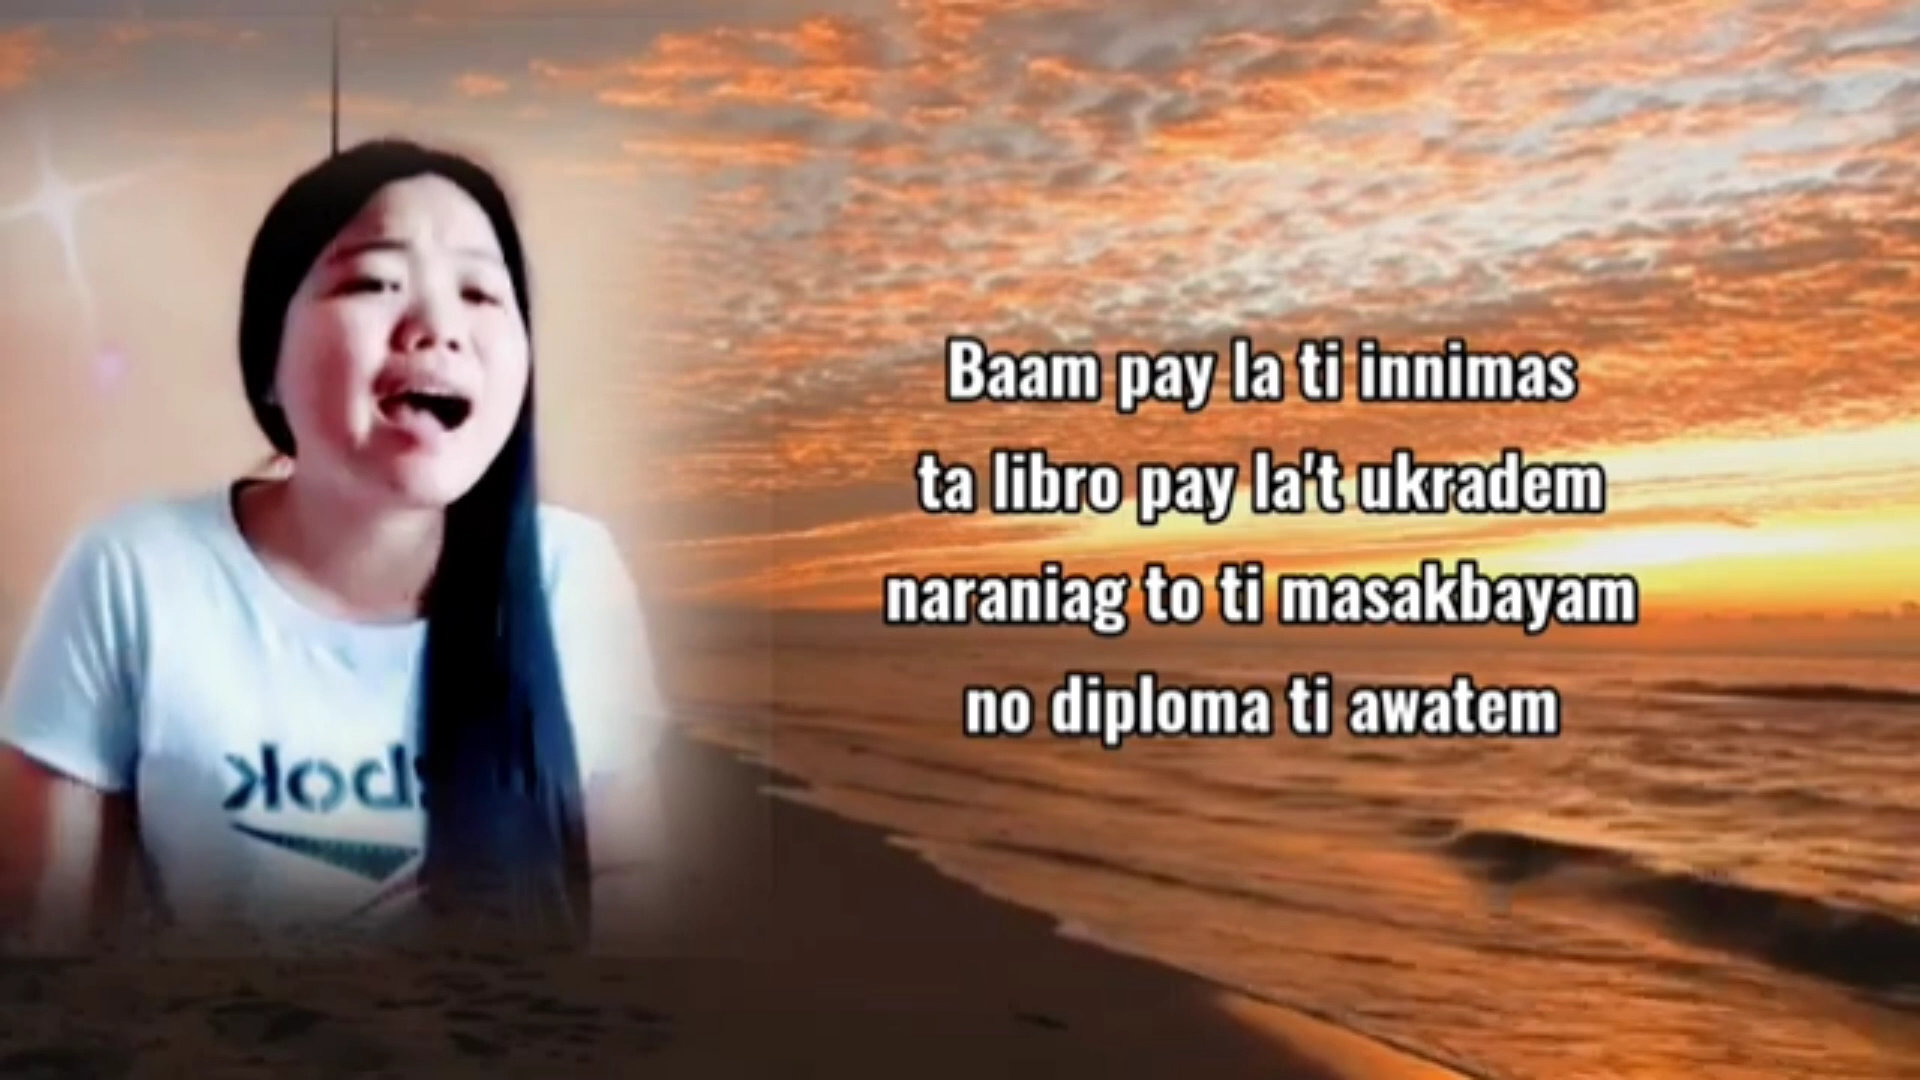 Baam pay la ti innimas
ta libro pay la't ukradem
naraniag to ti masakbayam
no diploma ti awatem